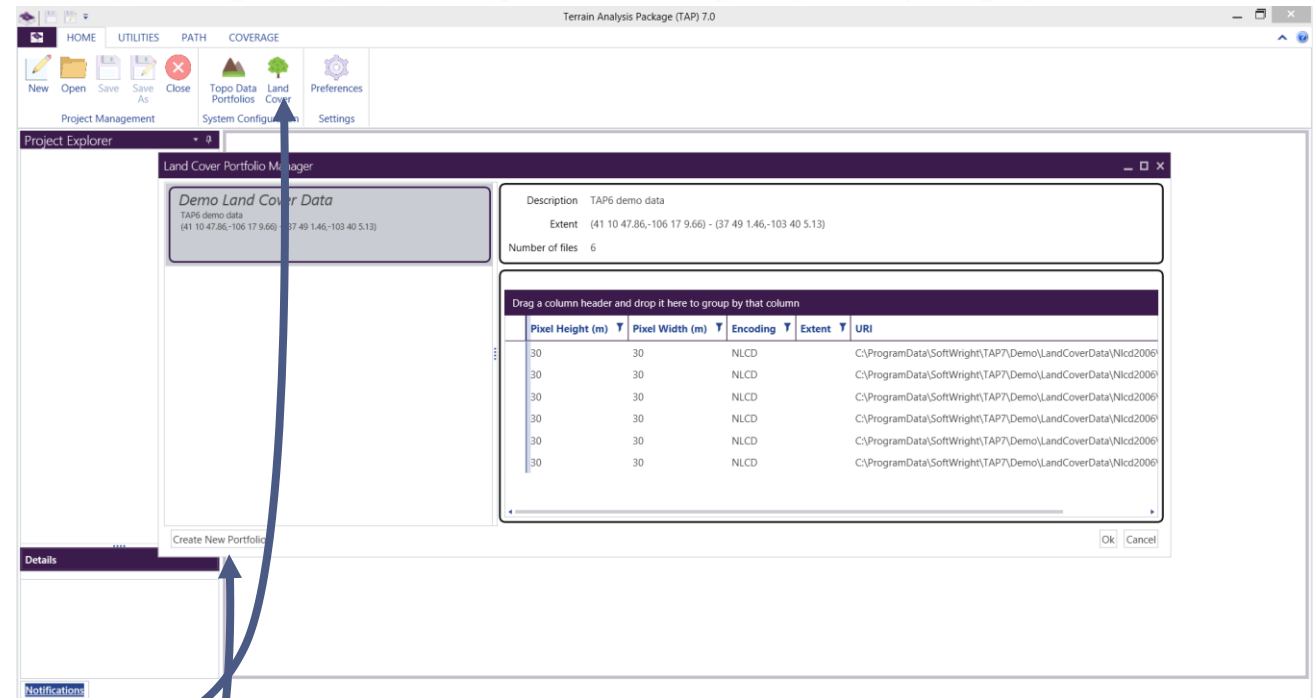 Terrain Analysis Package (TAP) 7.0
HOME UTILITIES PATH COVERAGE
New Open Save Save As Close Topo Data Portfolios Land Cover Preferences
Project Management System Configuration Settings
Project Explorer
Land Cover Portfolio Manager
Demo Land Cover Data
TAP6 demo data
(41 10 47.86,-106 17 9.66) - (37 49 1.46,-103 40 5.13)
Description TAP6 demo data
Extent (41 10 47.86,-106 17 9.66) - (37 49 1.46,-103 40 5.13)
Number of files 6
Drag a column header and drop it here to group by that column
Pixel Height (m) Pixel Width (m) Encoding Extent URI
30 30 NLCD C:\ProgramData\SoftWright\TAP7\Demo\LandCoverData\Nlcd2006\
30 30 NLCD C:\ProgramData\SoftWright\TAP7\Demo\LandCoverData\Nlcd2006\
30 30 NLCD C:\ProgramData\SoftWright\TAP7\Demo\LandCoverData\Nlcd2006\
30 30 NLCD C:\ProgramData\SoftWright\TAP7\Demo\LandCoverData\Nlcd2006\
30 30 NLCD C:\ProgramData\SoftWright\TAP7\Demo\LandCoverData\Nlcd2006\
30 30 NLCD C:\ProgramData\SoftWright\TAP7\Demo\LandCoverData\Nlcd2006\
Create New Portfolio Ok Cancel
Details
Notifications